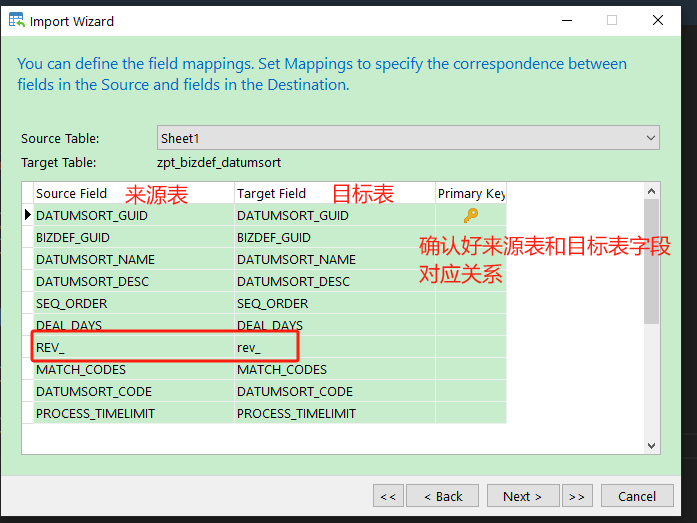 Import Wizard
You can define the field mappings. Set Mappings to specify the correspondence between
fields in the Source and fields in the Destination.
Source Table: Sheet1
Target Table: zpt_bizdef_datumsort
Source Field 来源表 Target Field 目标表 Primary Key
DATUMSORT_GUID DATUMSORT_GUID
BIZDEF_GUID BIZDEF_GUID
确认好来源表和目标表字段
对应关系
DATUMSORT_NAME DATUMSORT_NAME
DATUMSORT_DESC DATUMSORT_DESC
SEQ_ORDER SEQ_ORDER
DEAL_DAYS DEAL_DAYS
REV_ rev_
MATCH_CODES MATCH_CODES
DATUMSORT_CODE DATUMSORT_CODE
PROCESS_TIMELIMIT PROCESS_TIMELIMIT
<< < Back Next > >> Cancel